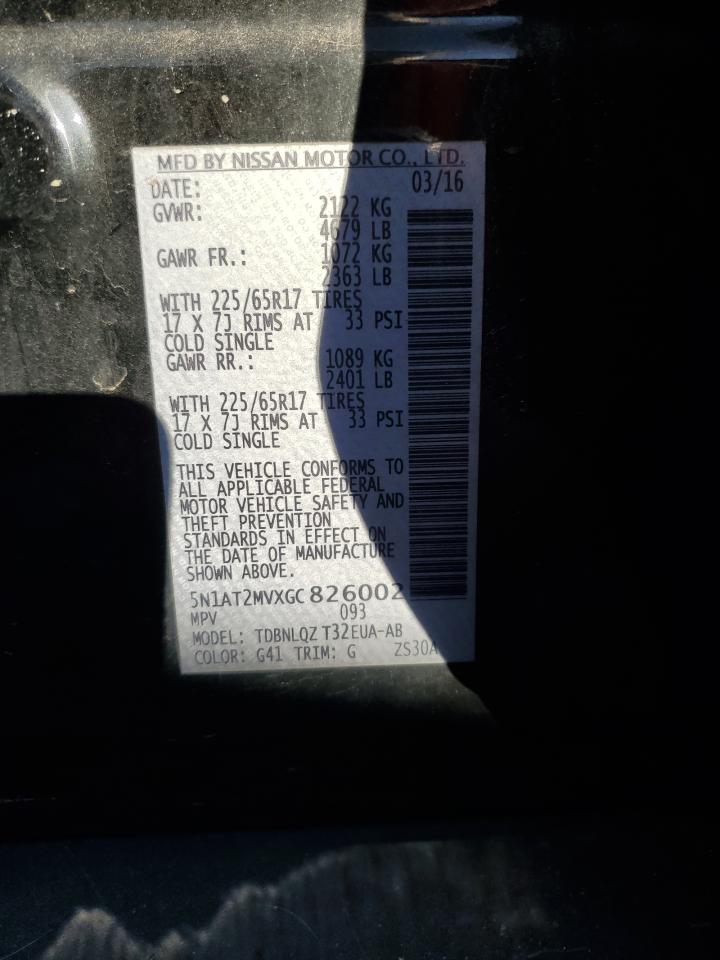 MFD BY NISSAN MOTOR CO., LTD.
DATE: 03/16
GVWR: 2122 KG
4679 LB
GAWR FR.: 1072 KG
2363 LB
WITH 225/65R17 TIRES
17 X 7J RIMS AT 33 PSI
COLD SINGLE
GAWR RR.: 1089 KG
2401 LB
WITH 225/65R17 TIRES
17 X 7J RIMS AT 33 PSI
COLD SINGLE
THIS VEHICLE CONFORMS TO
ALL APPLICABLE FEDERAL
MOTOR VEHICLE SAFETY AND
THEFT PREVENTION
STANDARDS IN EFFECT ON
THE DATE OF MANUFACTURE
SHOWN ABOVE.
5N1AT2MVXGC826002
MPV 093
MODEL: TDBNLQZ T32EUA-AB
COLOR: G41 TRIM: G ZS30A